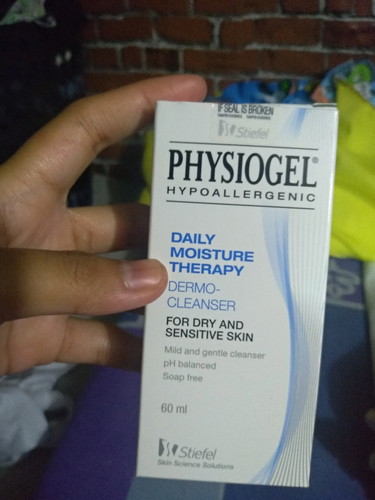 IF SEAL IS BROKEN
Stiefel
PHYSIOGEL®
HYPOALLERGENIC
DAILY
MOISTURE
THERAPY
DERMO-
CLEANSER
FOR DRY AND
SENSITIVE SKIN
Mild and gentle cleanser
pH balanced
Soap free
60 ml
Stiefel
Skin Science Solutions